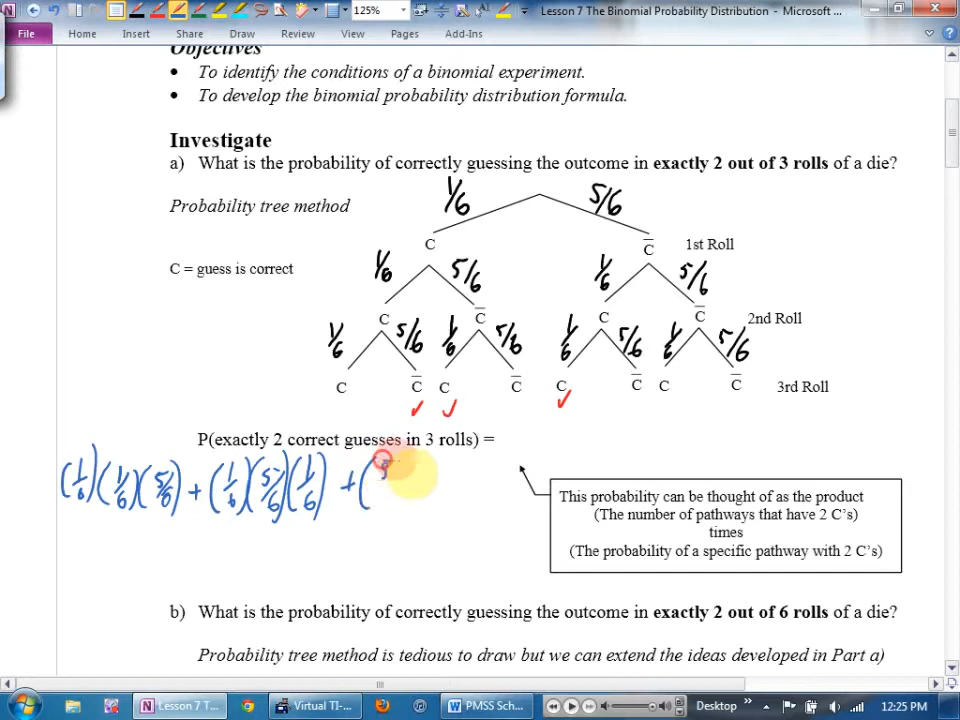 125%
Lesson 7 The Binomial Probability Distribution - Microsoft ...
File Home Insert Draw Review View Pages Add-Ins
Objectives
• To identify the conditions of a binomial experiment.
• To develop the binomial probability distribution formula.
Investigate
a) What is the probability of correctly guessing the outcome in exactly 2 out of 3 rolls of a die?
1/6 5/6
Probability tree method
C C̅ 1st Roll
C = guess is correct
1/6 5/6 1/6 5/6
C C̅ C C̅ 2nd Roll
1/6 5/6 1/6 5/6 1/6 5/6 1/6 5/6
C C̅ C C̅ C C̅ C C̅ 3rd Roll
✓ ✓ ✓
P(exactly 2 correct guesses in 3 rolls) =
(1/6)(1/6)(5/6) + (1/6)(5/6)(1/6) + (5
This probability can be thought of as the product
(The number of pathways that have 2 C’s)
times
(The probability of a specific pathway with 2 C’s)
b) What is the probability of correctly guessing the outcome in exactly 2 out of 6 rolls of a die?
Probability tree method is tedious to draw but we can extend the ideas developed in Part a)
Lesson 7 T... Virtual TI-... PMSS Sch... Desktop 12:25 PM